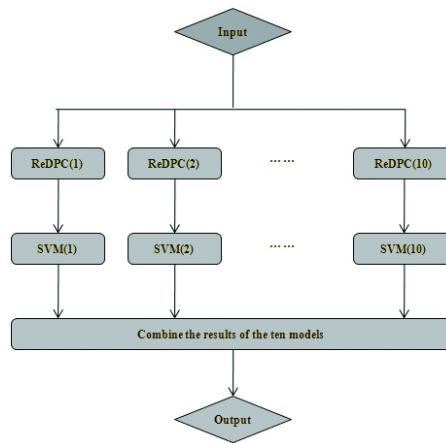 Input
ReDPC(1) ReDPC(2) …… ReDPC(10)
SVM(1) SVM(2) …… SVM(10)
Combine the results of the ten models
Output